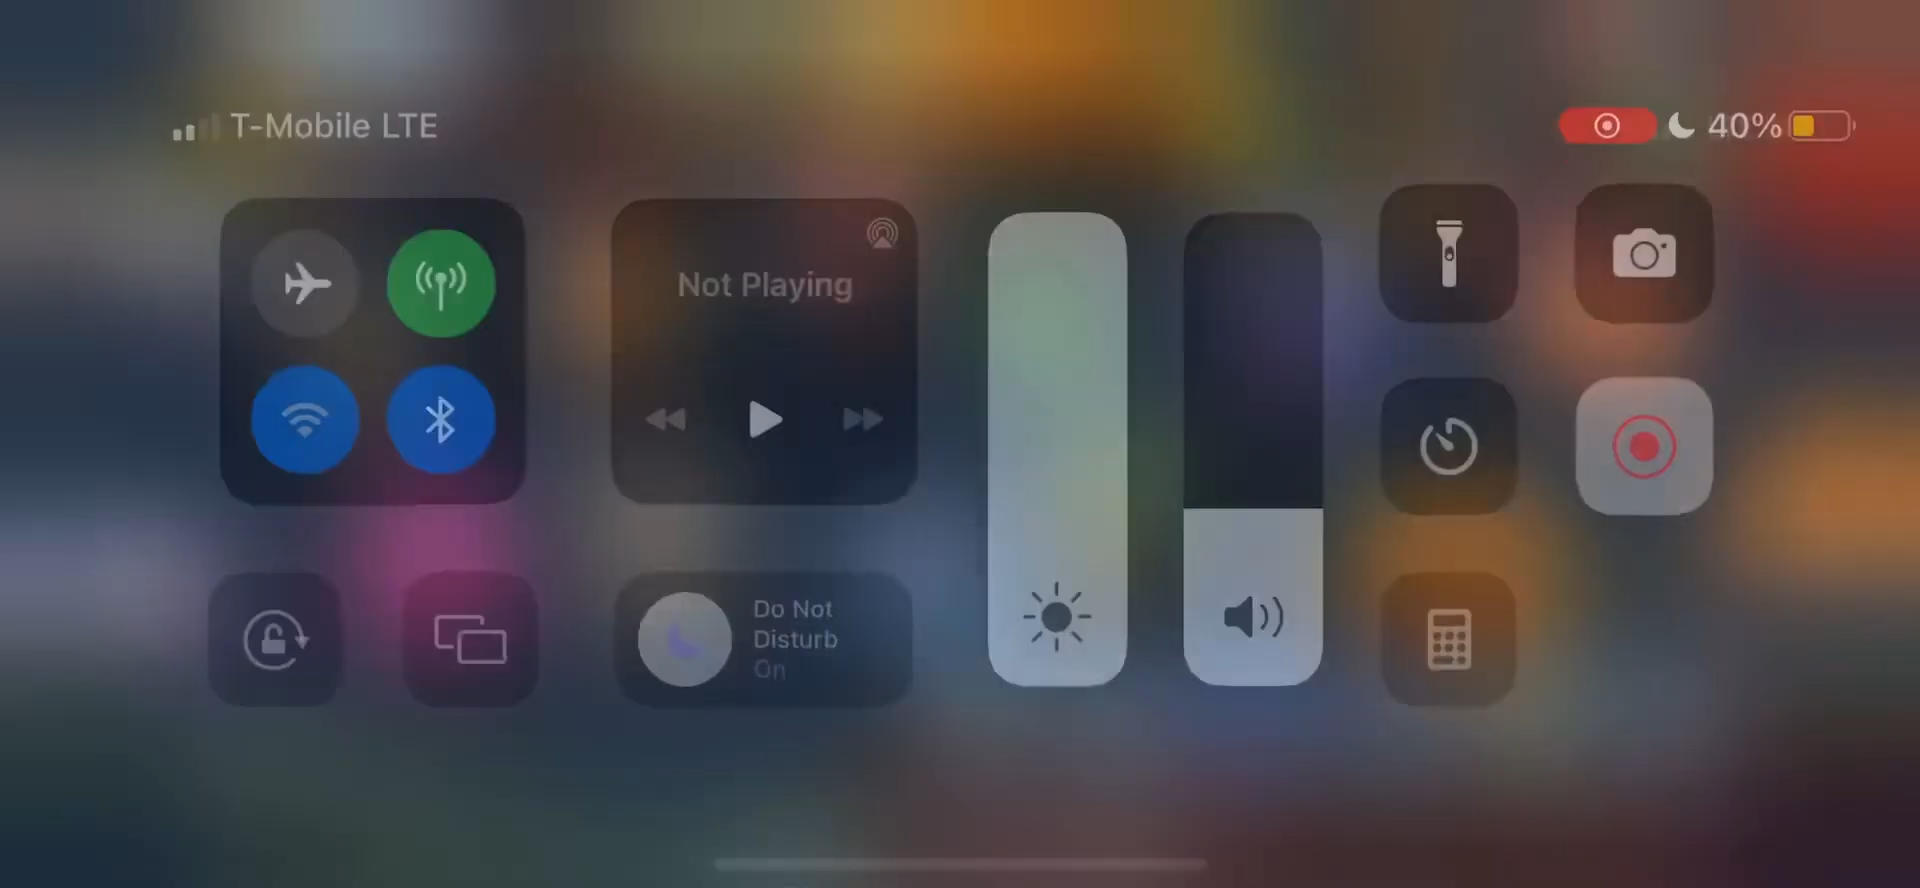 T-Mobile LTE
40%
Not Playing
Do Not
Disturb
On